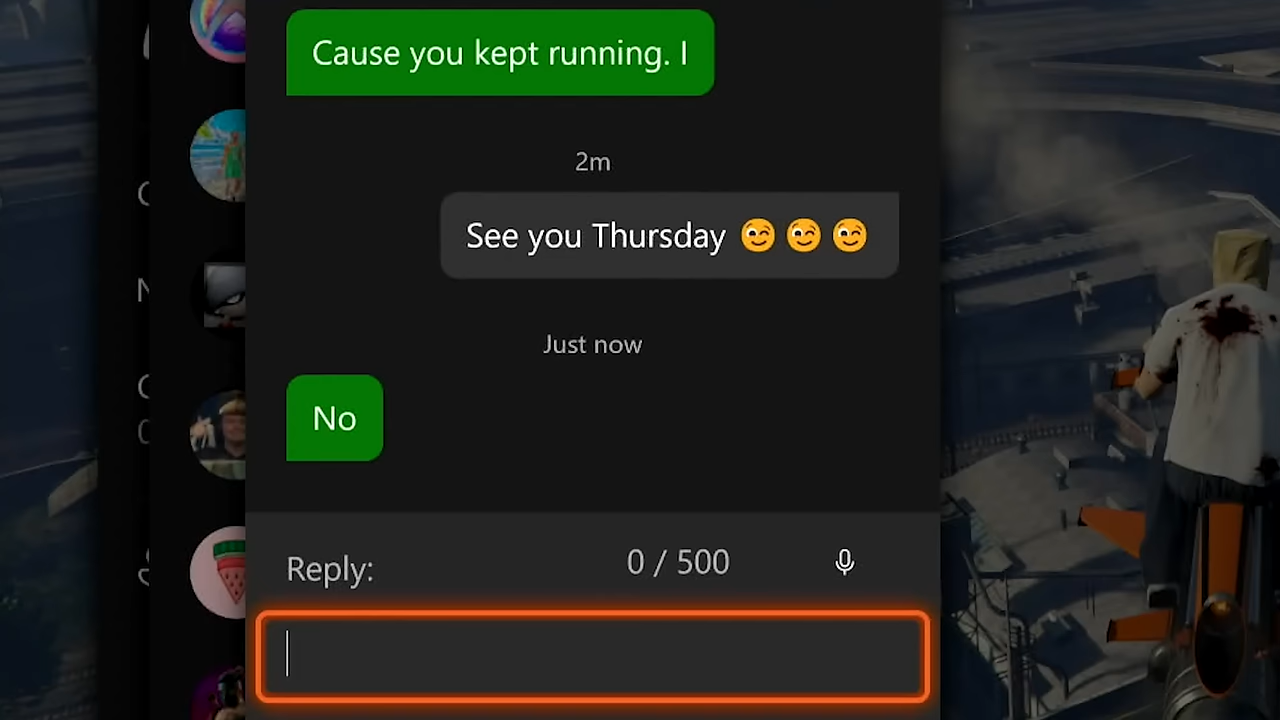 Cause you kept running. I
2m
See you Thursday 😉 😉 😉
Just now
No
Reply:
0 / 500